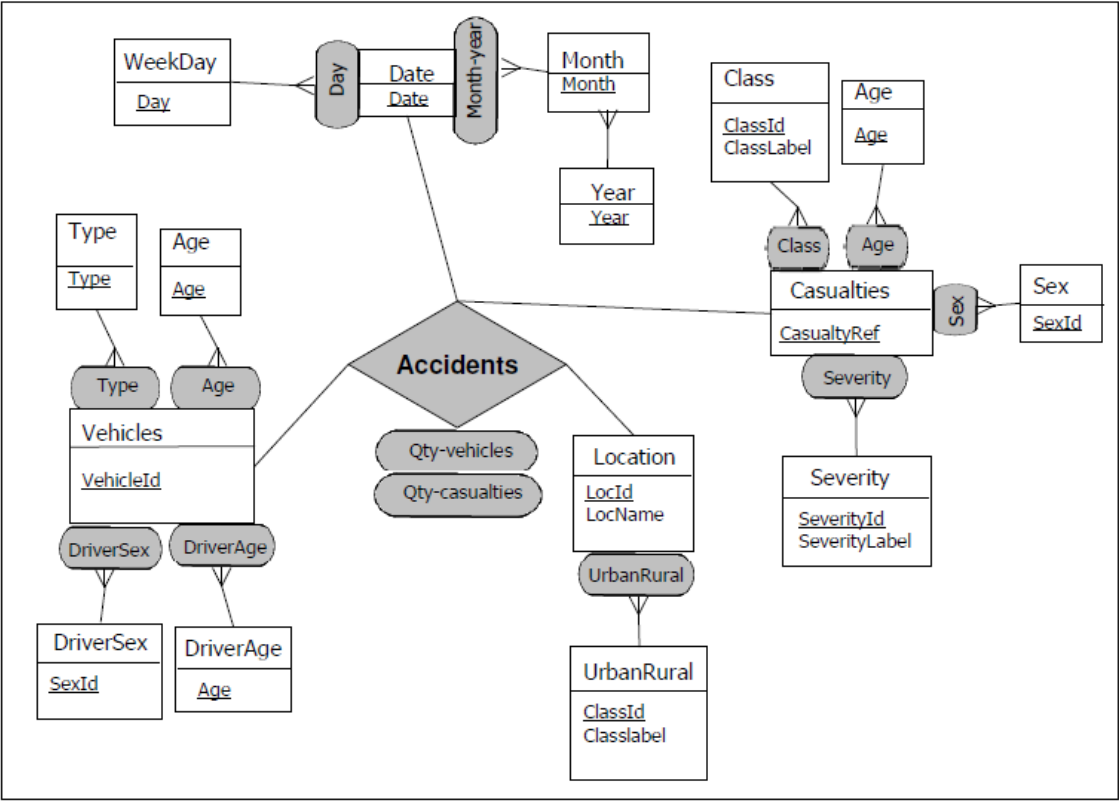 WeekDay
Day
Day
Date
Date
Month-year
Month
Month
Year
Year
Class
ClassId
ClassLabel
Age
Age
Class
Age
Casualties
CasualtyRef
Sex
Sex
SexId
Severity
Severity
SeverityId
SeverityLabel
Type
Type
Age
Age
Type
Age
Vehicles
VehicleId
DriverSex
DriverAge
DriverSex
SexId
DriverAge
Age
Accidents
Qty-vehicles
Qty-casualties
Location
LocId
LocName
UrbanRural
UrbanRural
ClassId
Classlabel